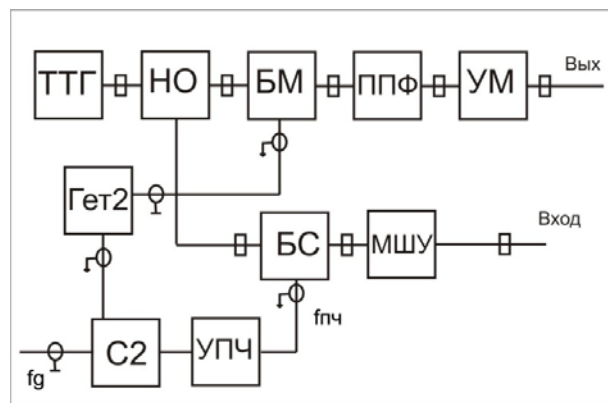 ТТГ НО БМ ППФ УМ Вых
Гет2
БС МШУ Вход
fпч
С2 УПЧ
fg